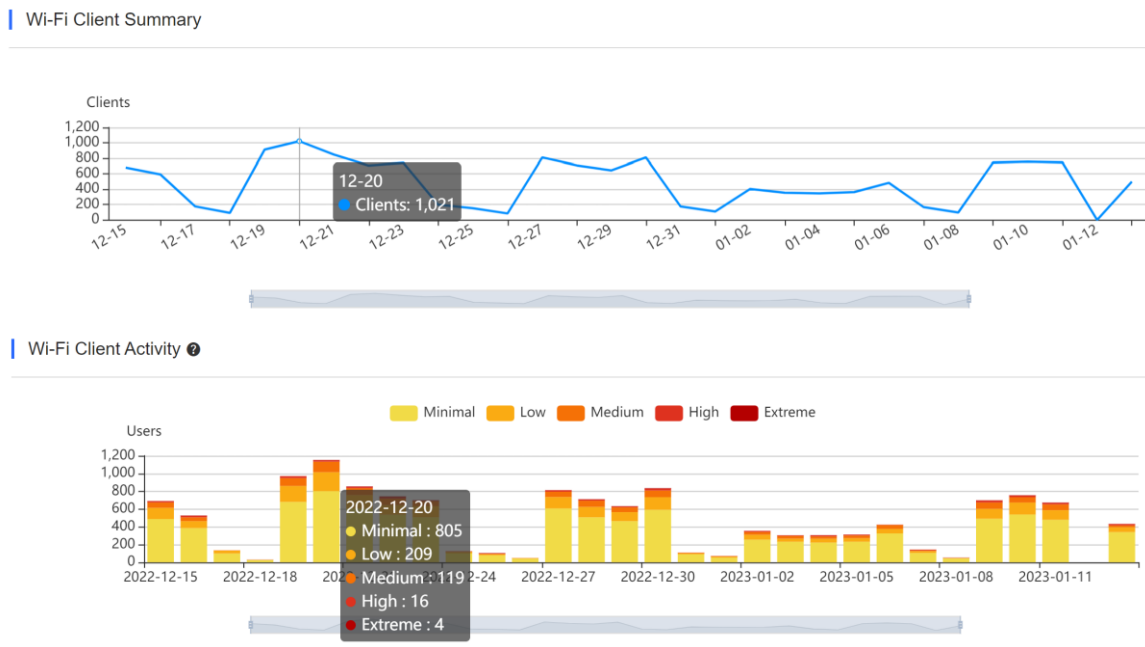 Wi-Fi Client Summary
Clients
1,200
1,000
800
600
400
200
0
12-20
Clients: 1,021
12-15
12-17
12-19
12-21
12-23
12-25
12-27
12-29
12-31
01-02
01-04
01-06
01-08
01-10
01-12
Wi-Fi Client Activity ?
Minimal Low Medium High Extreme
Users
1,200
1,000
800
600
400
200
0
2022-12-20
Minimal : 805
Low : 209
Medium : 119
High : 16
Extreme : 4
2022-12-15 2022-12-18 2022-12-27 2022-12-30 2023-01-02 2023-01-05 2023-01-08 2023-01-11